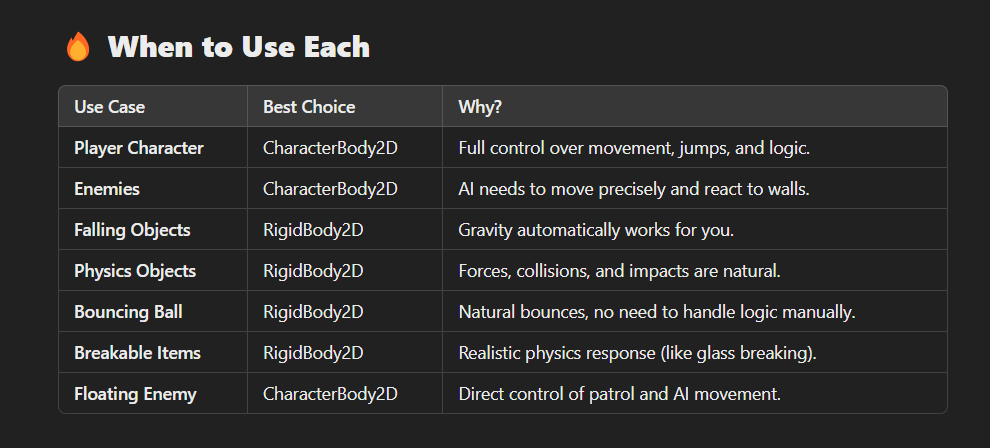 🔥 When to Use Each
Use Case Best Choice Why?
Player Character CharacterBody2D Full control over movement, jumps, and logic.
Enemies CharacterBody2D AI needs to move precisely and react to walls.
Falling Objects RigidBody2D Gravity automatically works for you.
Physics Objects RigidBody2D Forces, collisions, and impacts are natural.
Bouncing Ball RigidBody2D Natural bounces, no need to handle logic manually.
Breakable Items RigidBody2D Realistic physics response (like glass breaking).
Floating Enemy CharacterBody2D Direct control of patrol and AI movement.